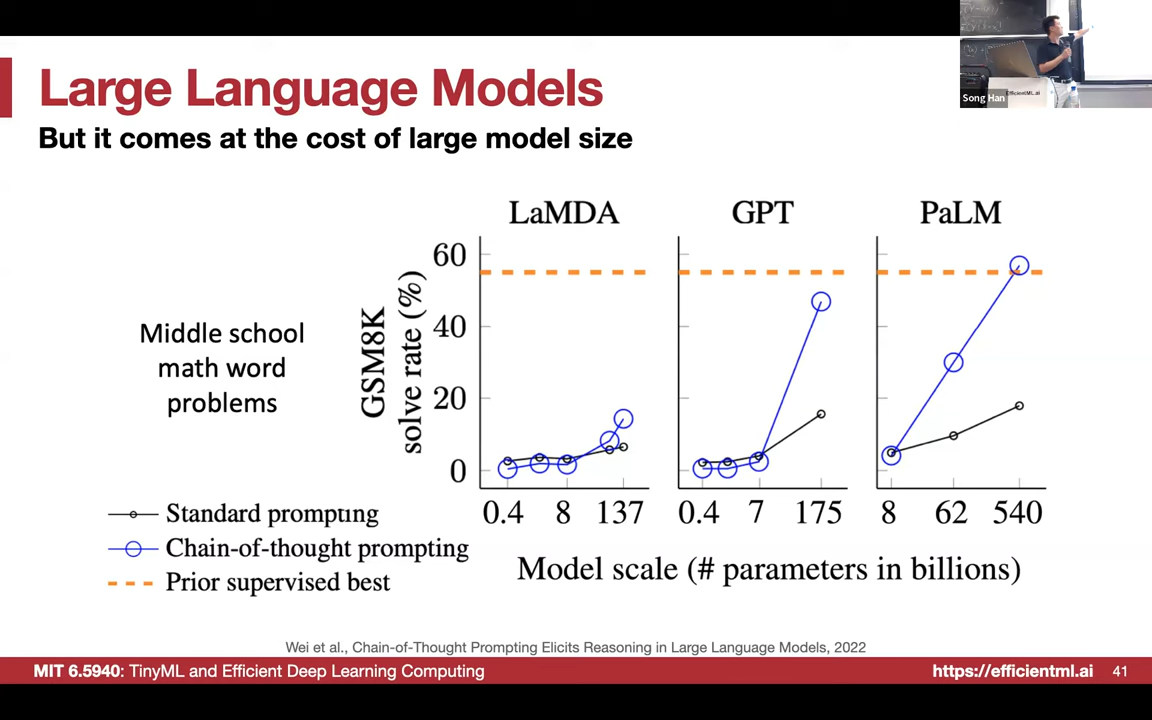 Large Language Models
But it comes at the cost of large model size
Song Han
EfficientML.ai
LaMDA
GPT
PaLM
GSM8K
solve rate (%)
60
40
20
0
Middle school
math word
problems
0.4 8 137
0.4 7 175
8 62 540
Model scale (# parameters in billions)
Standard prompting
Chain-of-thought prompting
Prior supervised best
Wei et al., Chain-of-Thought Prompting Elicits Reasoning in Large Language Models, 2022
MIT 6.5940: TinyML and Efficient Deep Learning Computing
https://efficientml.ai
41